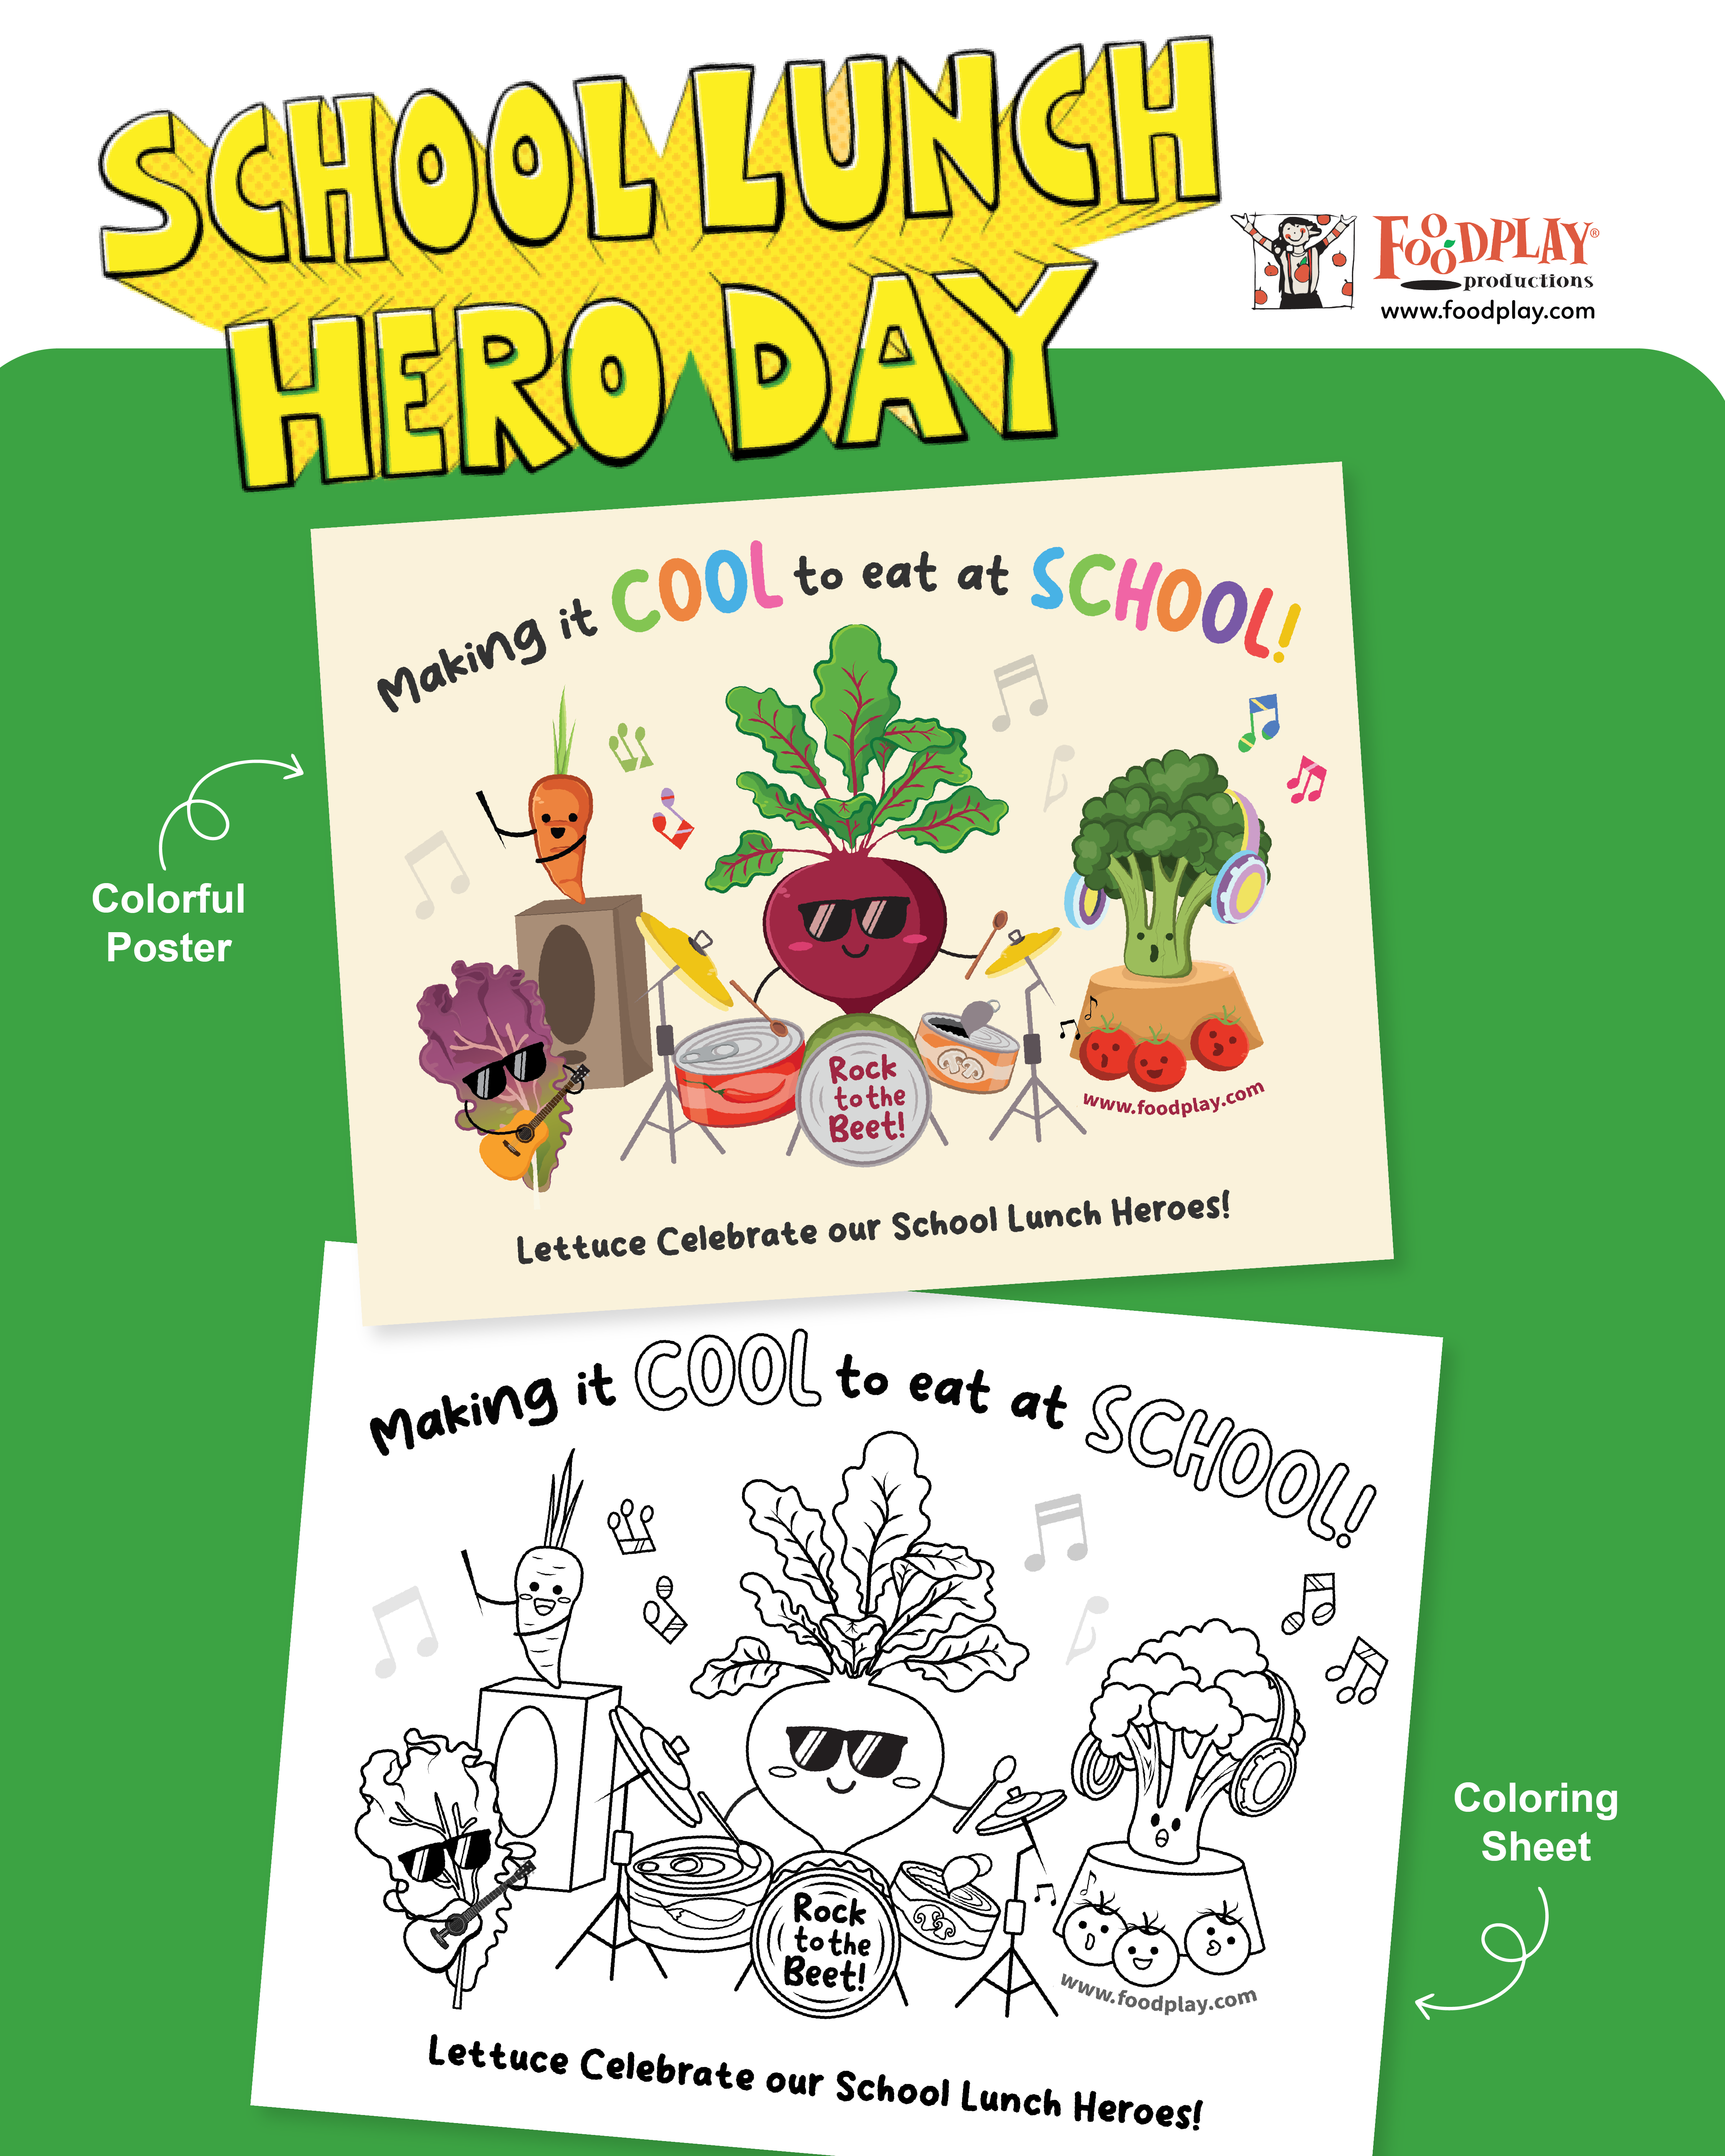 SCHOOL LUNCH
HERO DAY
FOODPLAY®
productions
www.foodplay.com
Making it COOL to eat at SCHOOL!
Colorful
Poster
Rock
to the
Beet!
www.foodplay.com
Lettuce Celebrate our School Lunch Heroes!
Making it COOL to eat at SCHOOL!
Coloring
Sheet
Rock
to the
Beet!
www.foodplay.com
Lettuce Celebrate our School Lunch Heroes!